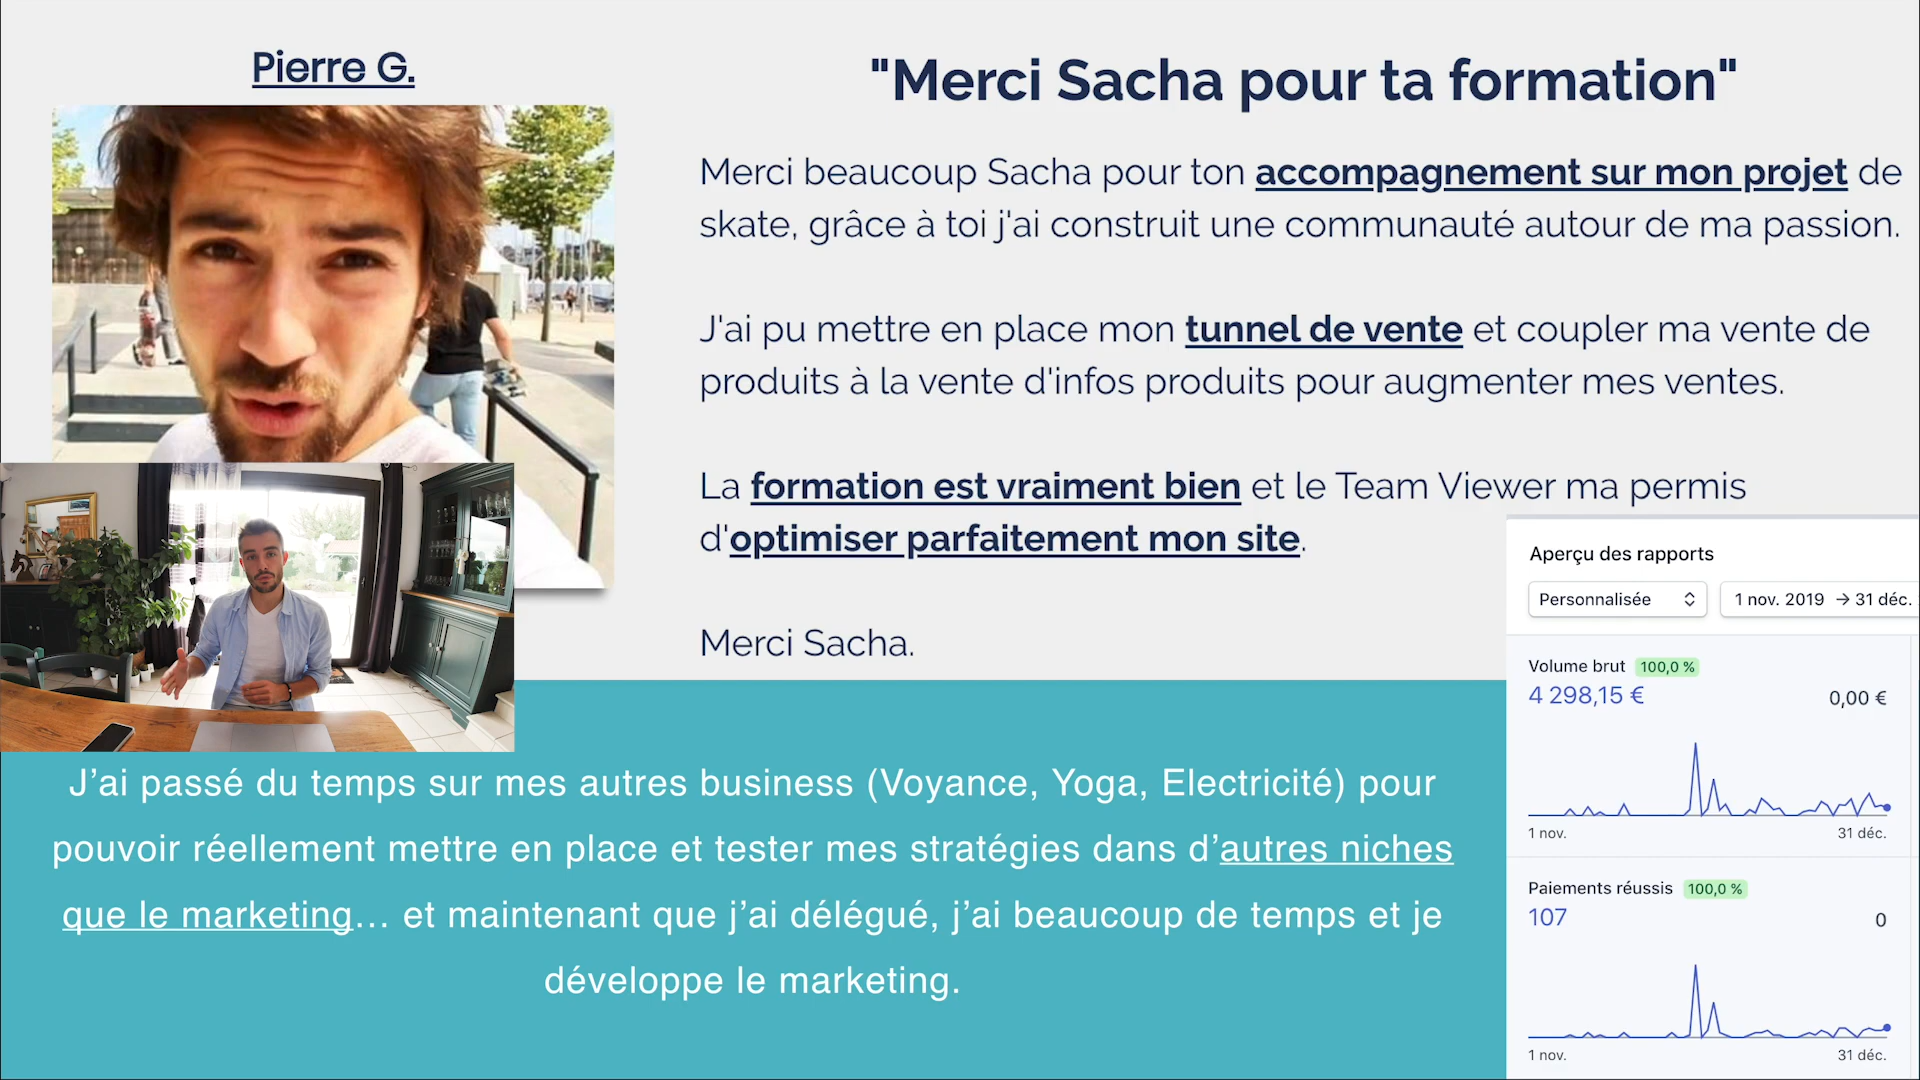 Pierre G.
"Merci Sacha pour ta formation"
Merci beaucoup Sacha pour ton accompagnement sur mon projet de
skate, grâce à toi j'ai construit une communauté autour de ma passion.
J'ai pu mettre en place mon tunnel de vente et coupler ma vente de
produits à la vente d'infos produits pour augmenter mes ventes.
La formation est vraiment bien et le Team Viewer ma permis
d'optimiser parfaitement mon site.
Merci Sacha.
J’ai passé du temps sur mes autres business (Voyance, Yoga, Electricité) pour
pouvoir réellement mettre en place et tester mes stratégies dans d’autres niches
que le marketing... et maintenant que j’ai délégué, j’ai beaucoup de temps et je
développe le marketing.
Aperçu des rapports
Personnalisée
1 nov. 2019 → 31 déc.
Volume brut 100,0 %
4 298,15 € 0,00 €
1 nov. 31 déc.
Paiements réussis 100,0 %
107 0
1 nov. 31 déc.